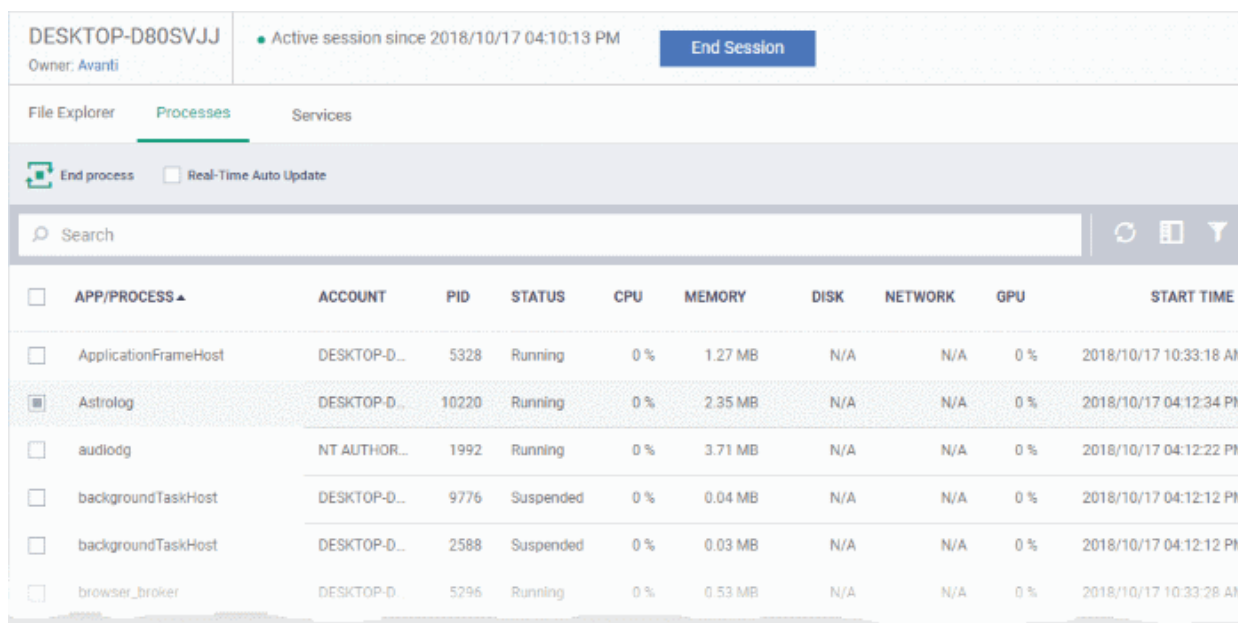 DESKTOP-D80SVJJ
Active session since 2018/10/17 04:10:13 PM
End Session
Owner: Avanti
File Explorer Processes Services
End process Real-Time Auto Update
Search
APP/PROCESS ACCOUNT PID STATUS CPU MEMORY DISK NETWORK GPU START TIME
ApplicationFrameHost DESKTOP-D... 5328 Running 0 % 1.27 MB N/A N/A 0 % 2018/10/17 10:33:18 AM
Astrolog DESKTOP-D... 10220 Running 0 % 2.35 MB N/A N/A 0 % 2018/10/17 04:12:34 PM
audiodg NT AUTHOR... 1992 Running 0 % 3.71 MB N/A N/A 0 % 2018/10/17 04:12:22 PM
backgroundTaskHost DESKTOP-D... 9776 Suspended 0 % 0.04 MB N/A N/A 0 % 2018/10/17 04:12:12 PM
backgroundTaskHost DESKTOP-D... 2588 Suspended 0 % 0.03 MB N/A N/A 0 % 2018/10/17 04:12:12 PM
browser_broker DESKTOP-D... 5296 Running 0 % 0.53 MB N/A N/A 0 % 2018/10/17 10:33:28 AM